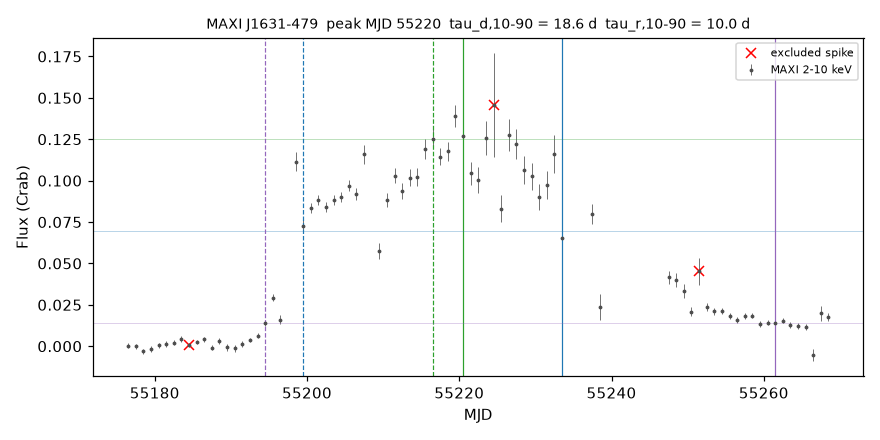 MAXI J1631-479  peak MJD 55220  tau_d,10-90 = 18.6 d  tau_r,10-90 = 10.0 d
excluded spike
MAXI 2-10 keV
0.175
0.150
0.125
0.100
0.075
0.050
0.025
0.000
Flux (Crab)
55180
55200
55220
55240
55260
MJD